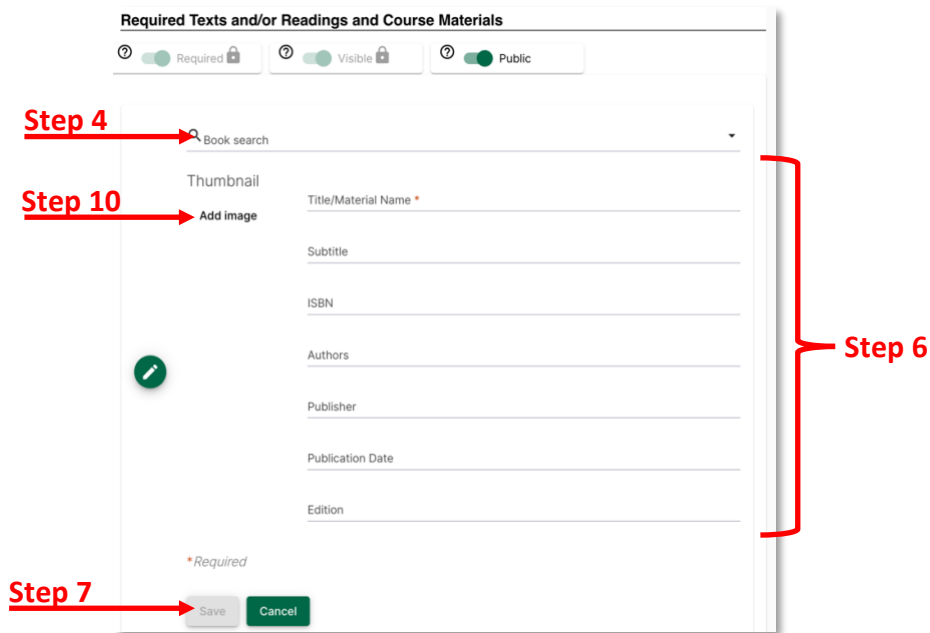 Required Texts and/or Readings and Course Materials
Required Visible Public
Step 4
Book search
Thumbnail
Step 10
Add image
Title/Material Name *
Subtitle
ISBN
Authors
Step 6
Publisher
Publication Date
Edition
*Required
Step 7
Save Cancel